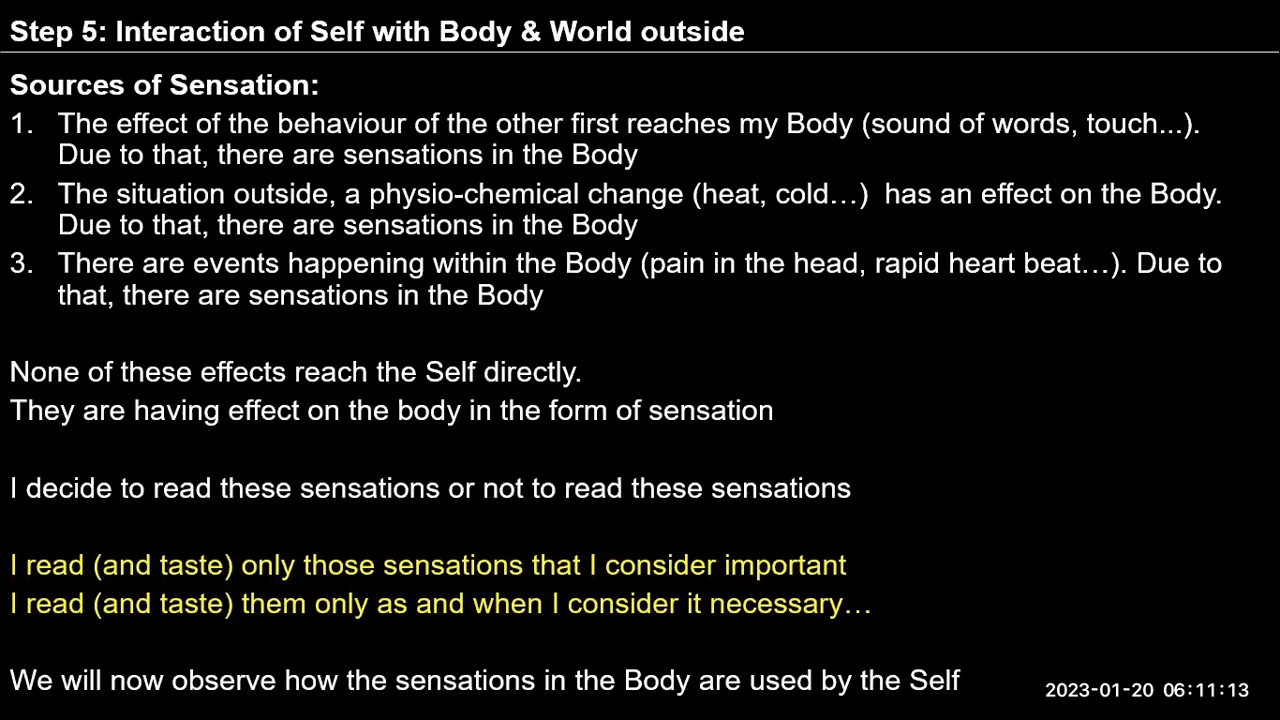 Step 5: Interaction of Self with Body & World outside
Sources of Sensation:
1. The effect of the behaviour of the other first reaches my Body (sound of words, touch...).
Due to that, there are sensations in the Body
2. The situation outside, a physio-chemical change (heat, cold…) has an effect on the Body.
Due to that, there are sensations in the Body
3. There are events happening within the Body (pain in the head, rapid heart beat…). Due to
that, there are sensations in the Body
None of these effects reach the Self directly.
They are having effect on the body in the form of sensation
I decide to read these sensations or not to read these sensations
I read (and taste) only those sensations that I consider important
I read (and taste) them only as and when I consider it necessary…
We will now observe how the sensations in the Body are used by the Self
2023-01-20 06:11:13